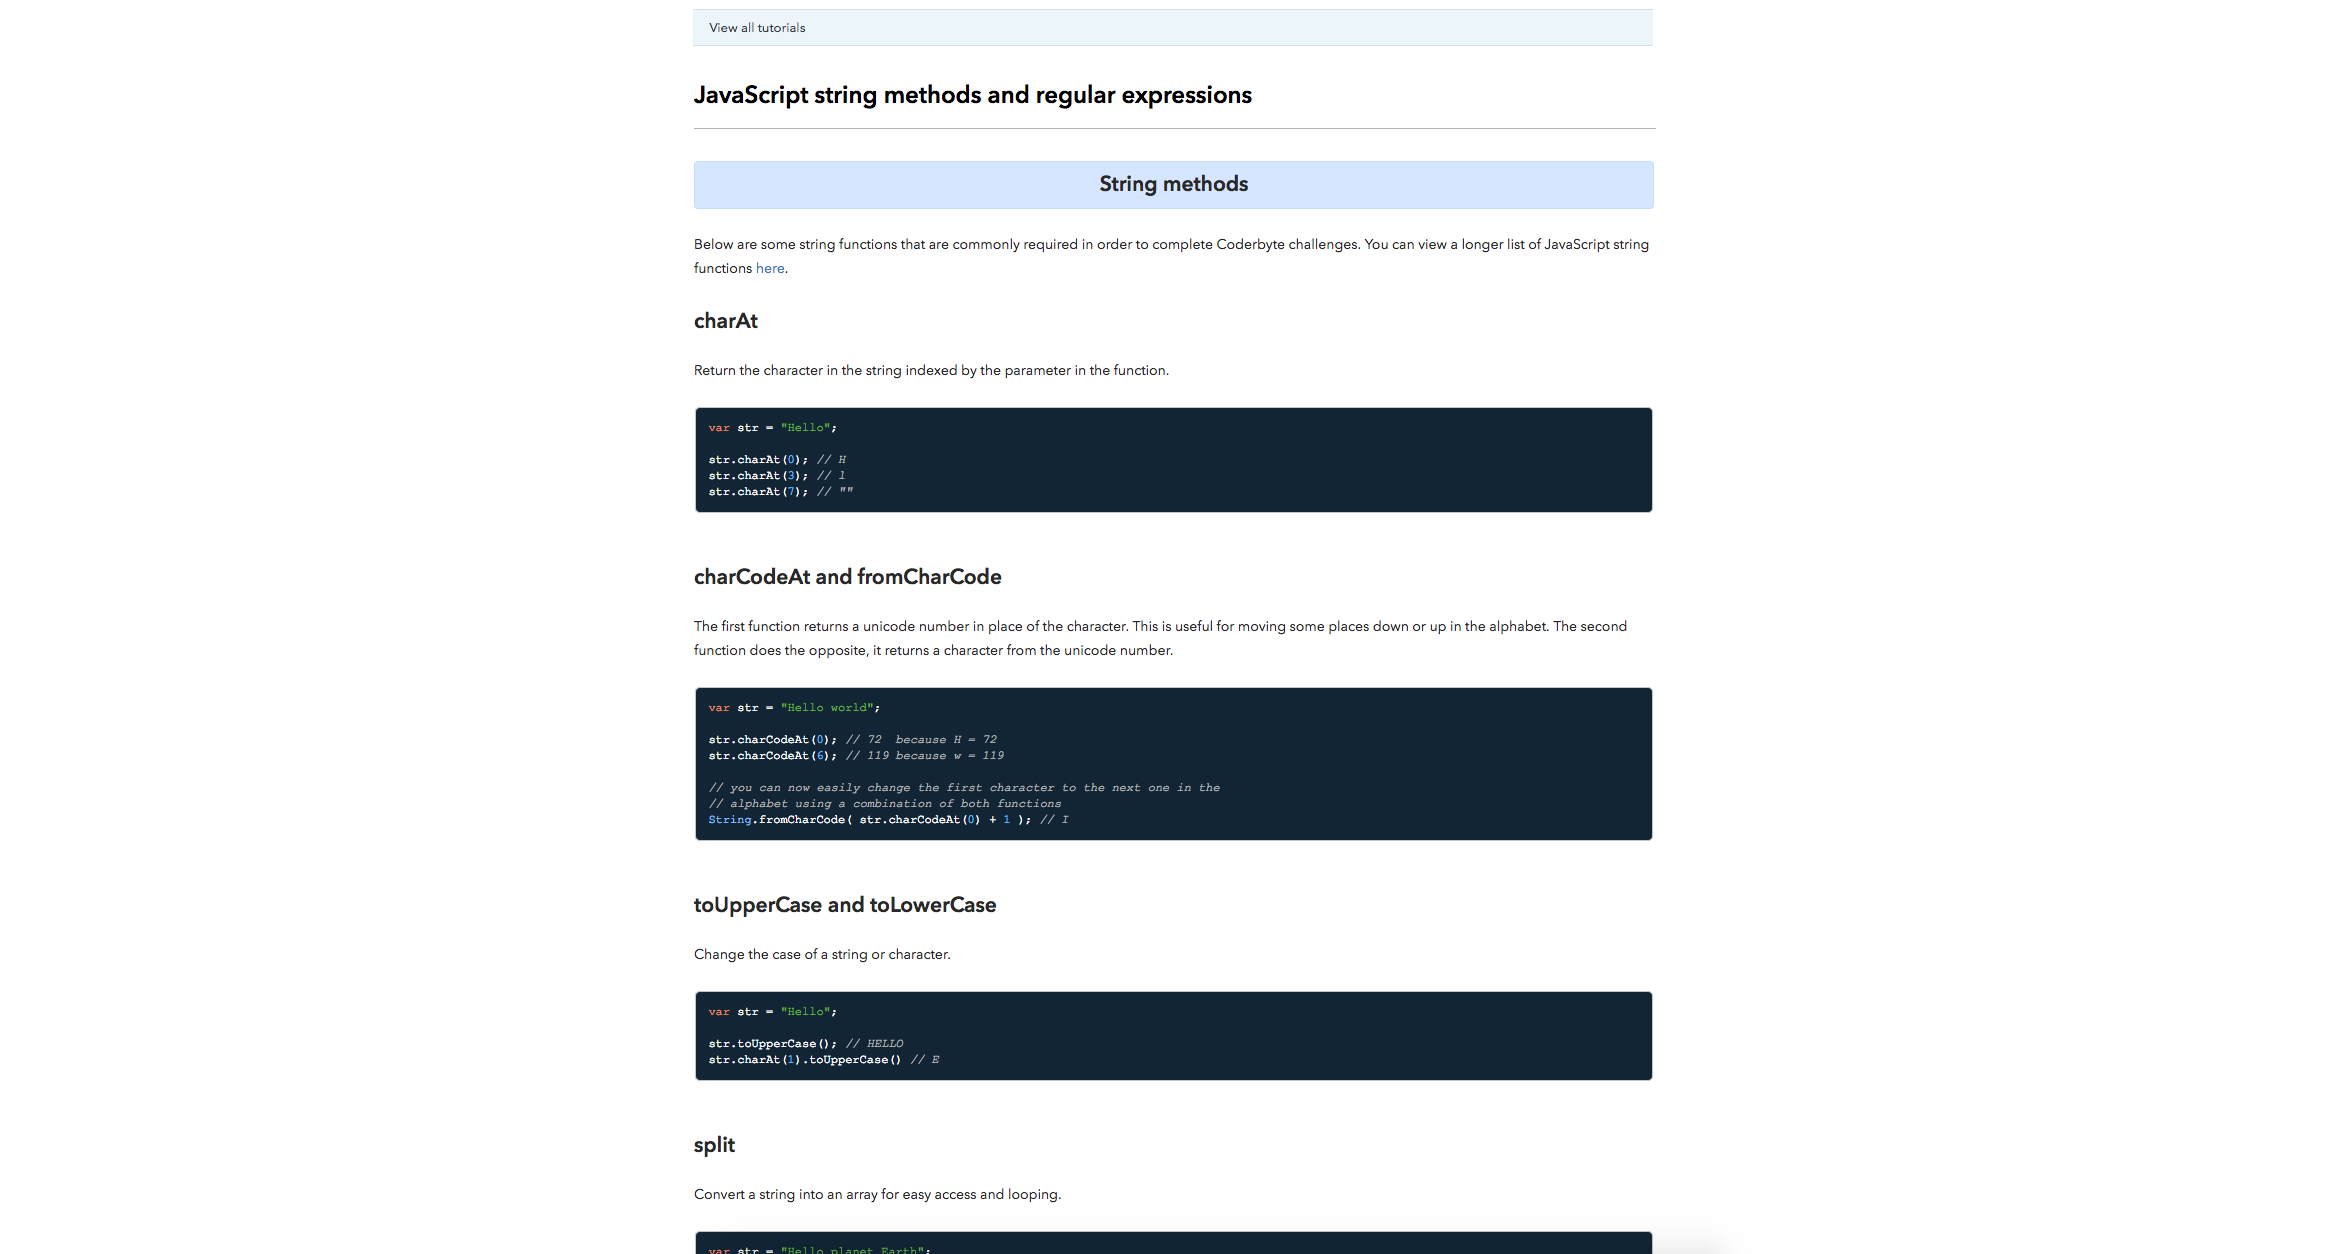 View all tutorials
JavaScript string methods and regular expressions
String methods
Below are some string functions that are commonly required in order to complete Coderbyte challenges. You can view a longer list of JavaScript string
functions here.
charAt
Return the character in the string indexed by the parameter in the function.
var str = "Hello";
str.charAt(0); // H
str.charAt(3); // l
str.charAt(7); // ""
charCodeAt and fromCharCode
The first function returns a unicode number in place of the character. This is useful for moving some places down or up in the alphabet. The second
function does the opposite, it returns a character from the unicode number.
var str = "Hello world";
str.charCodeAt(0); // 72  because H = 72
str.charCodeAt(6); // 119 because w = 119
// you can now easily change the first character to the next one in the
// alphabet using a combination of both functions
String.fromCharCode( str.charCodeAt(0) + 1 ); // I
toUpperCase and toLowerCase
Change the case of a string or character.
var str = "Hello";
str.toUpperCase(); // HELLO
str.charAt(1).toUpperCase() // E
split
Convert a string into an array for easy access and looping.
var str = "Hello planet Earth";